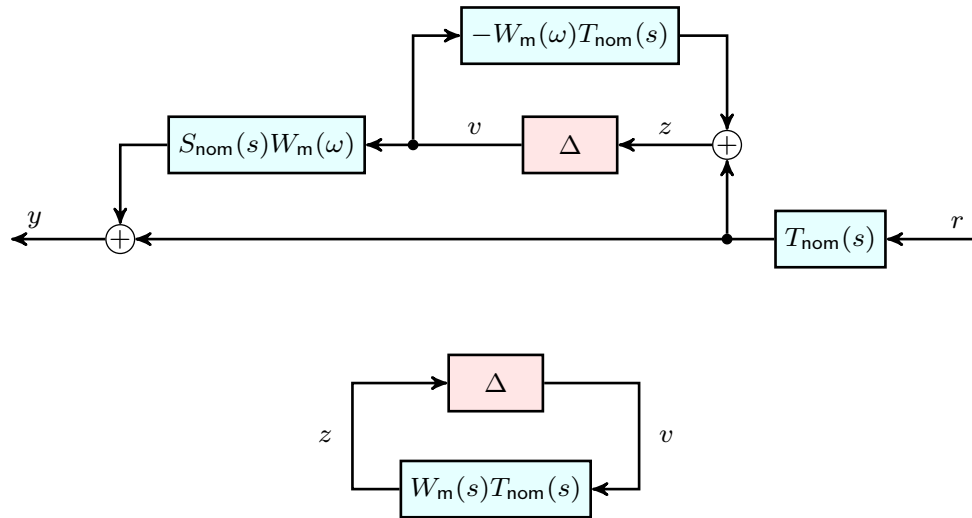 −W_m(ω)T_nom(s)
S_nom(s)W_m(ω)
v
Δ
z
+
y
+
T_nom(s)
r
Δ
z
v
W_m(s)T_nom(s)